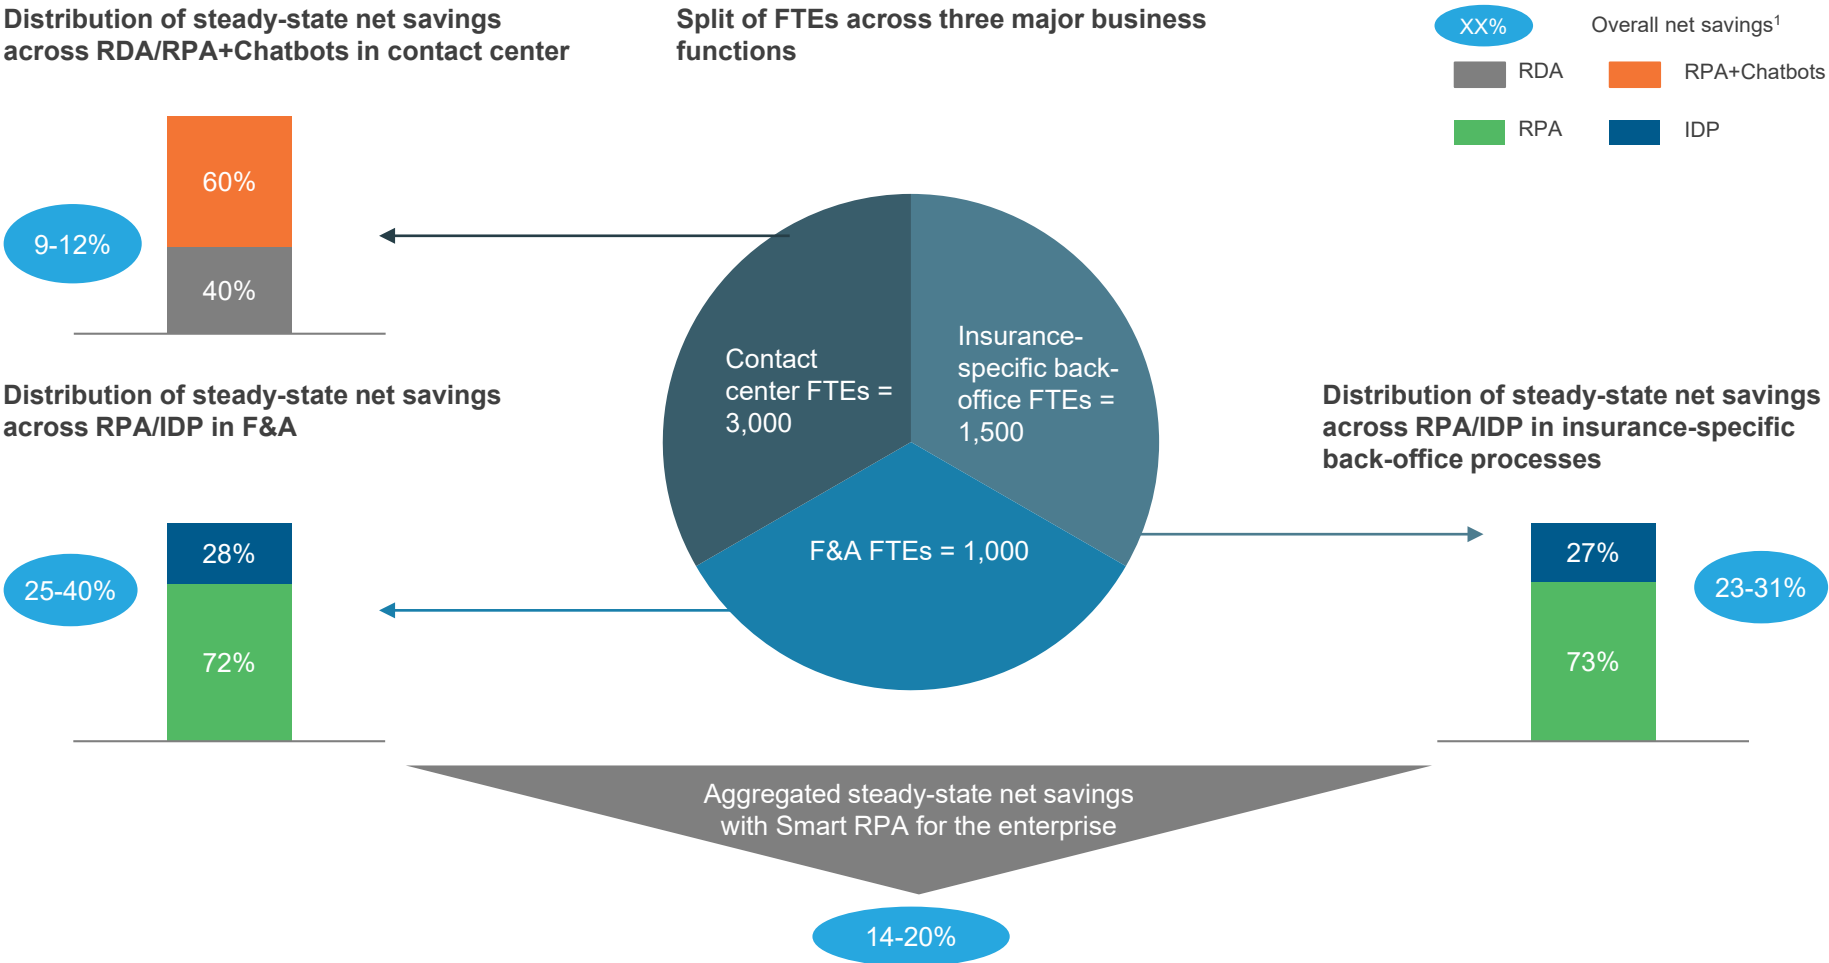 Distribution of steady-state net savings
across RDA/RPA+Chatbots in contact center
60%
40%
9-12%
Split of FTEs across three major business
functions
XX%
Overall net savings¹
RDA
RPA+Chatbots
RPA
IDP
Contact
center FTEs =
3,000
Insurance-
specific back-
office FTEs =
1,500
F&A FTEs = 1,000
Distribution of steady-state net savings
across RPA/IDP in F&A
28%
72%
25-40%
Distribution of steady-state net savings
across RPA/IDP in insurance-specific
back-office processes
27%
73%
23-31%
Aggregated steady-state net savings
with Smart RPA for the enterprise
14-20%